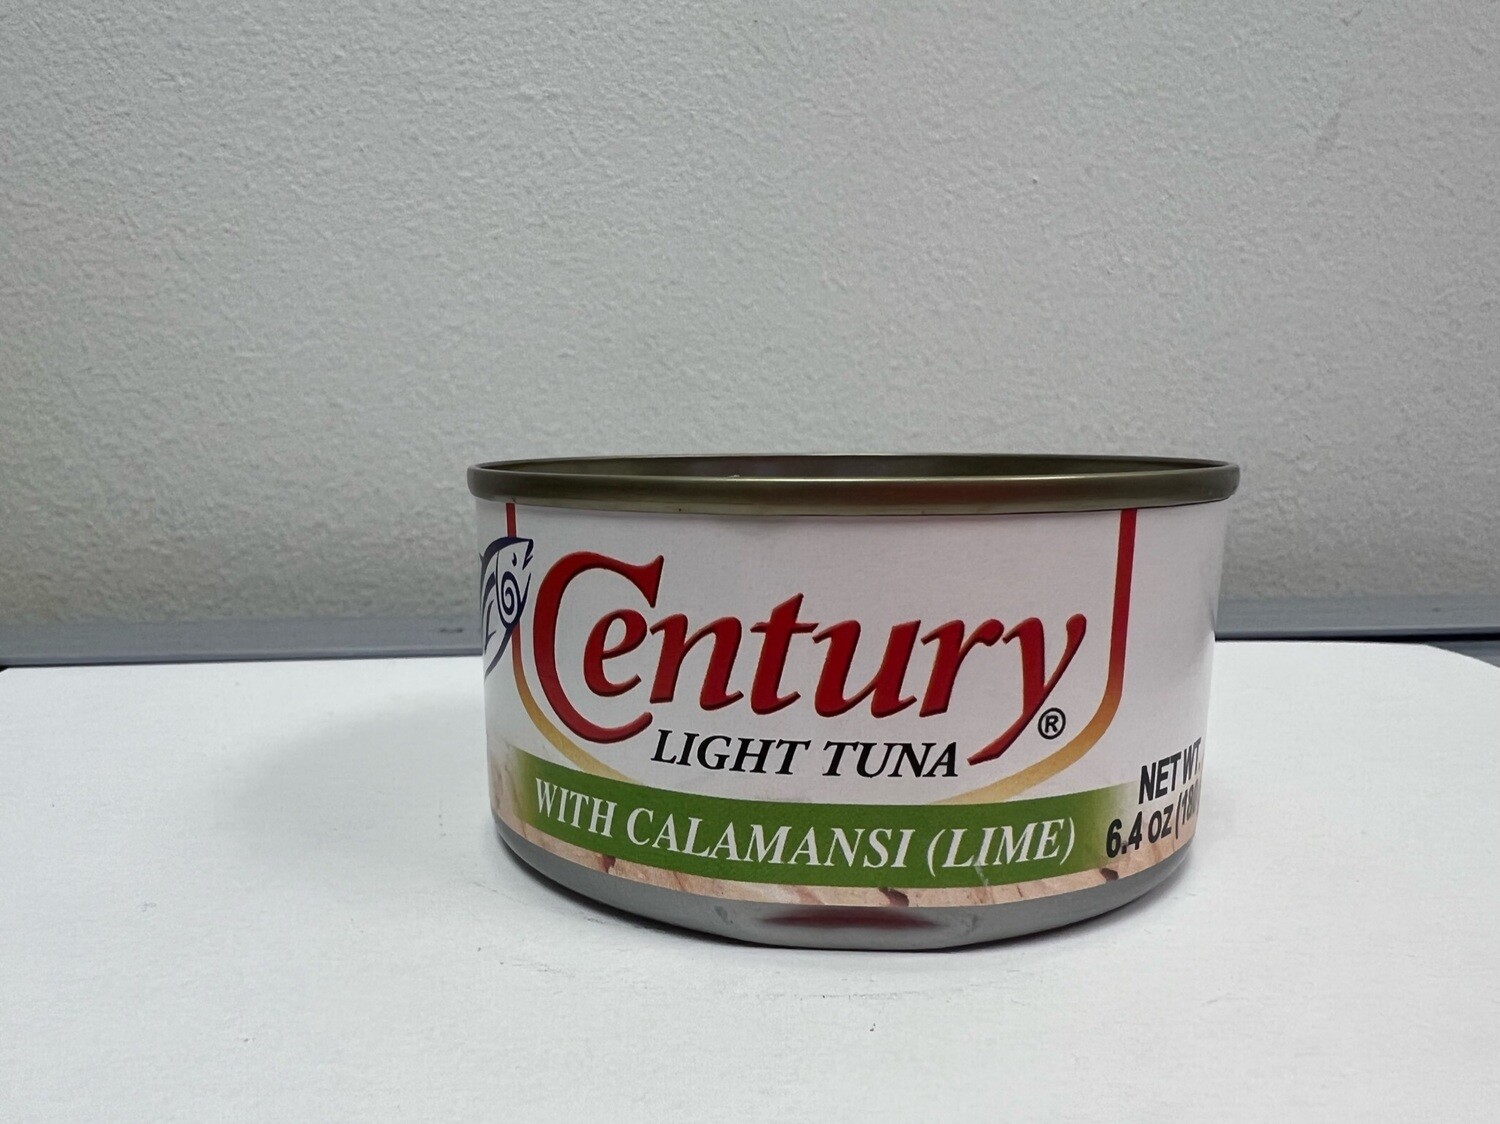 Century®
LIGHT TUNA
WITH CALAMANSI (LIME)
NET WT.
6.4 OZ